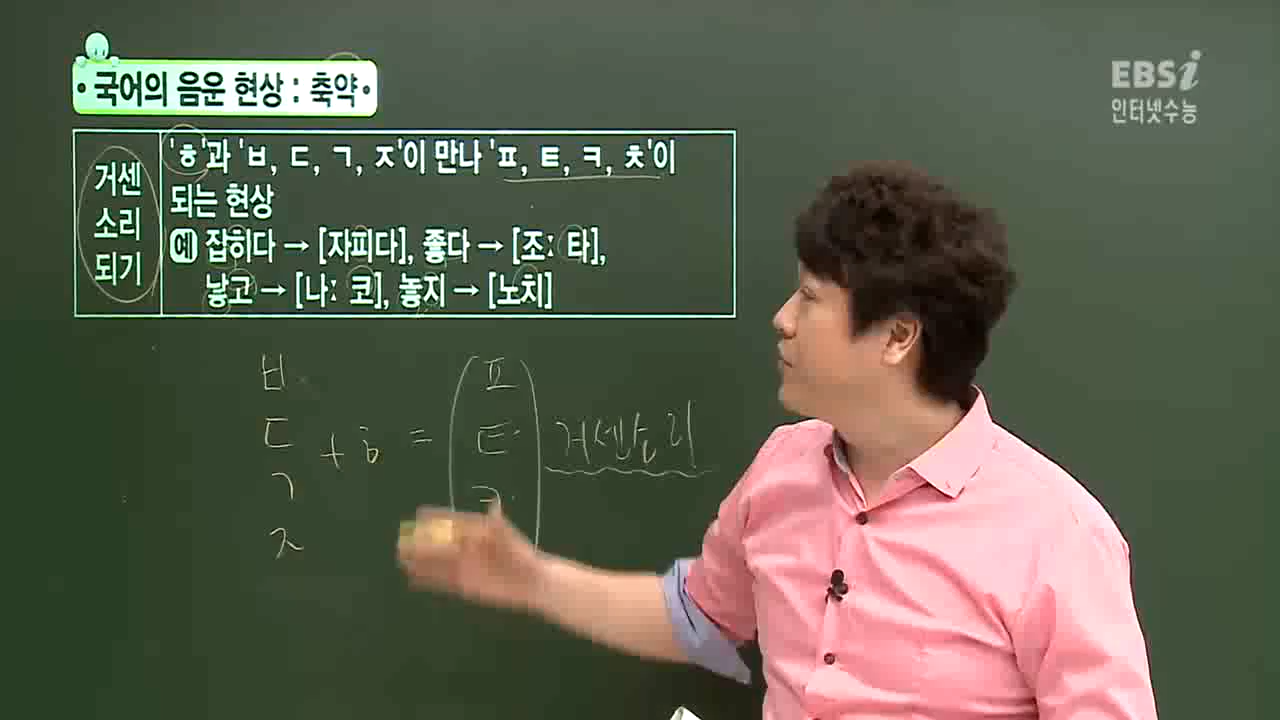 · 국어의 음운 현상 : 축약 ·
EBSi
인터넷수능
거센
소리
되기
'ㅎ'과 'ㅂ, ㄷ, ㄱ, ㅈ'이 만나 'ㅍ, ㅌ, ㅋ, ㅊ'이
되는 현상
예 잡히다 → [자피다], 좋다 → [조ː 타],
낳고 → [나ː 코], 놓지 → [노치]
ㅂ ㅍ
ㄷ + ㅎ = ㅌ 거센소리
ㄱ ㅋ
ㅈ